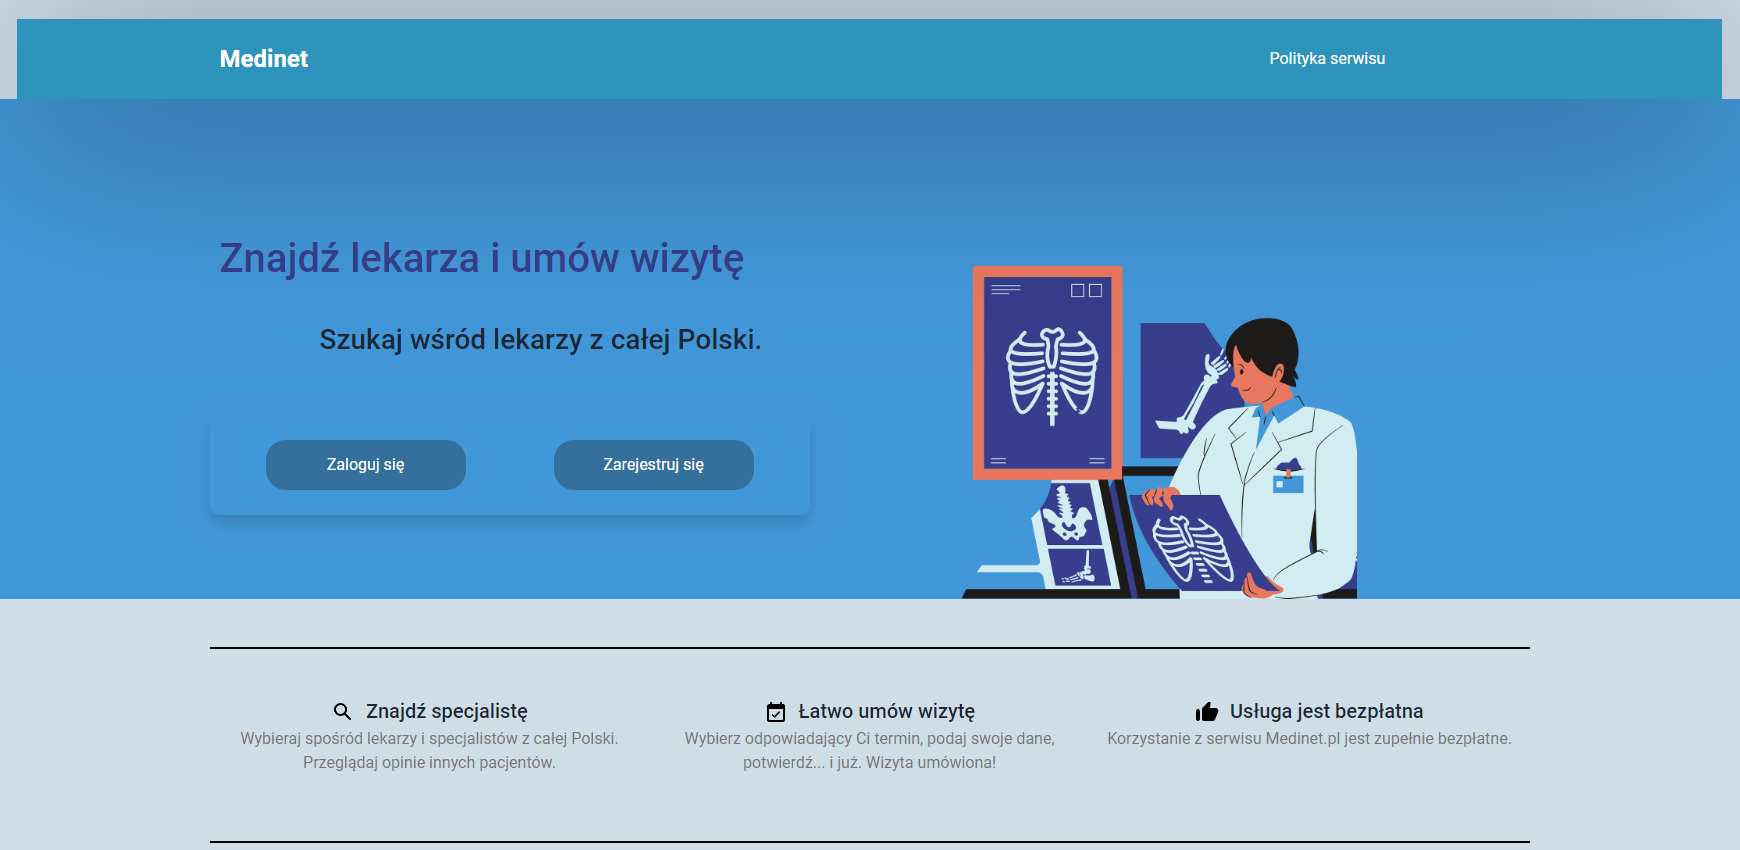 Medinet
Polityka serwisu
Znajdź lekarza i umów wizytę
Szukaj wśród lekarzy z całej Polski.
Zaloguj się
Zarejestruj się
Znajdź specjalistę
Wybieraj spośród lekarzy i specjalistów z całej Polski.
Przeglądaj opinie innych pacjentów.
Łatwo umów wizytę
Wybierz odpowiadający Ci termin, podaj swoje dane,
potwierdź... i już. Wizyta umówiona!
Usługa jest bezpłatna
Korzystanie z serwisu Medinet.pl jest zupełnie bezpłatne.